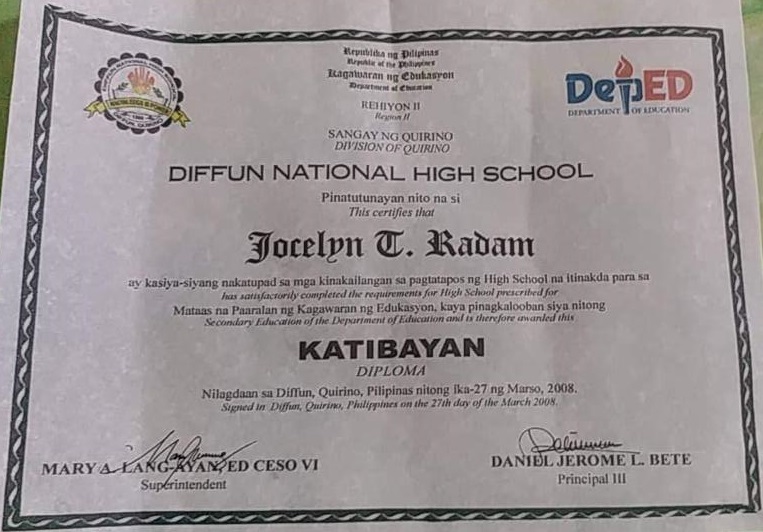 Republika ng Pilipinas
Republic of the Philippines
Kagawaran ng Edukasyon
Department of Education
DepED
DEPARTMENT OF EDUCATION
REHIYON II
Region II
SANGAY NG QUIRINO
DIVISION OF QUIRINO
DIFFUN NATIONAL HIGH SCHOOL
Pinatutunayan nito na si
This certifies that
Jocelyn T. Radam
ay kasiya-siyang nakatupad sa mga kinakailangan sa pagtatapos ng High School na itinakda para sa
has satisfactorily completed the requirements for High School prescribed for
Mataas na Paaralan ng Kagawaran ng Edukasyon, kaya pinagkalooban siya nitong
Secondary Education of the Department of Education and is therefore awarded this
KATIBAYAN
DIPLOMA
Nilagdaan sa Diffun, Quirino, Pilipinas nitong ika-27 ng Marso, 2008.
Signed in Diffun, Quirino, Philippines on the 27th day of the March 2008.
MARY A. LANG-AYAN, ED CESO VI
Superintendent
DANIEL JEROME L. BETE
Principal III